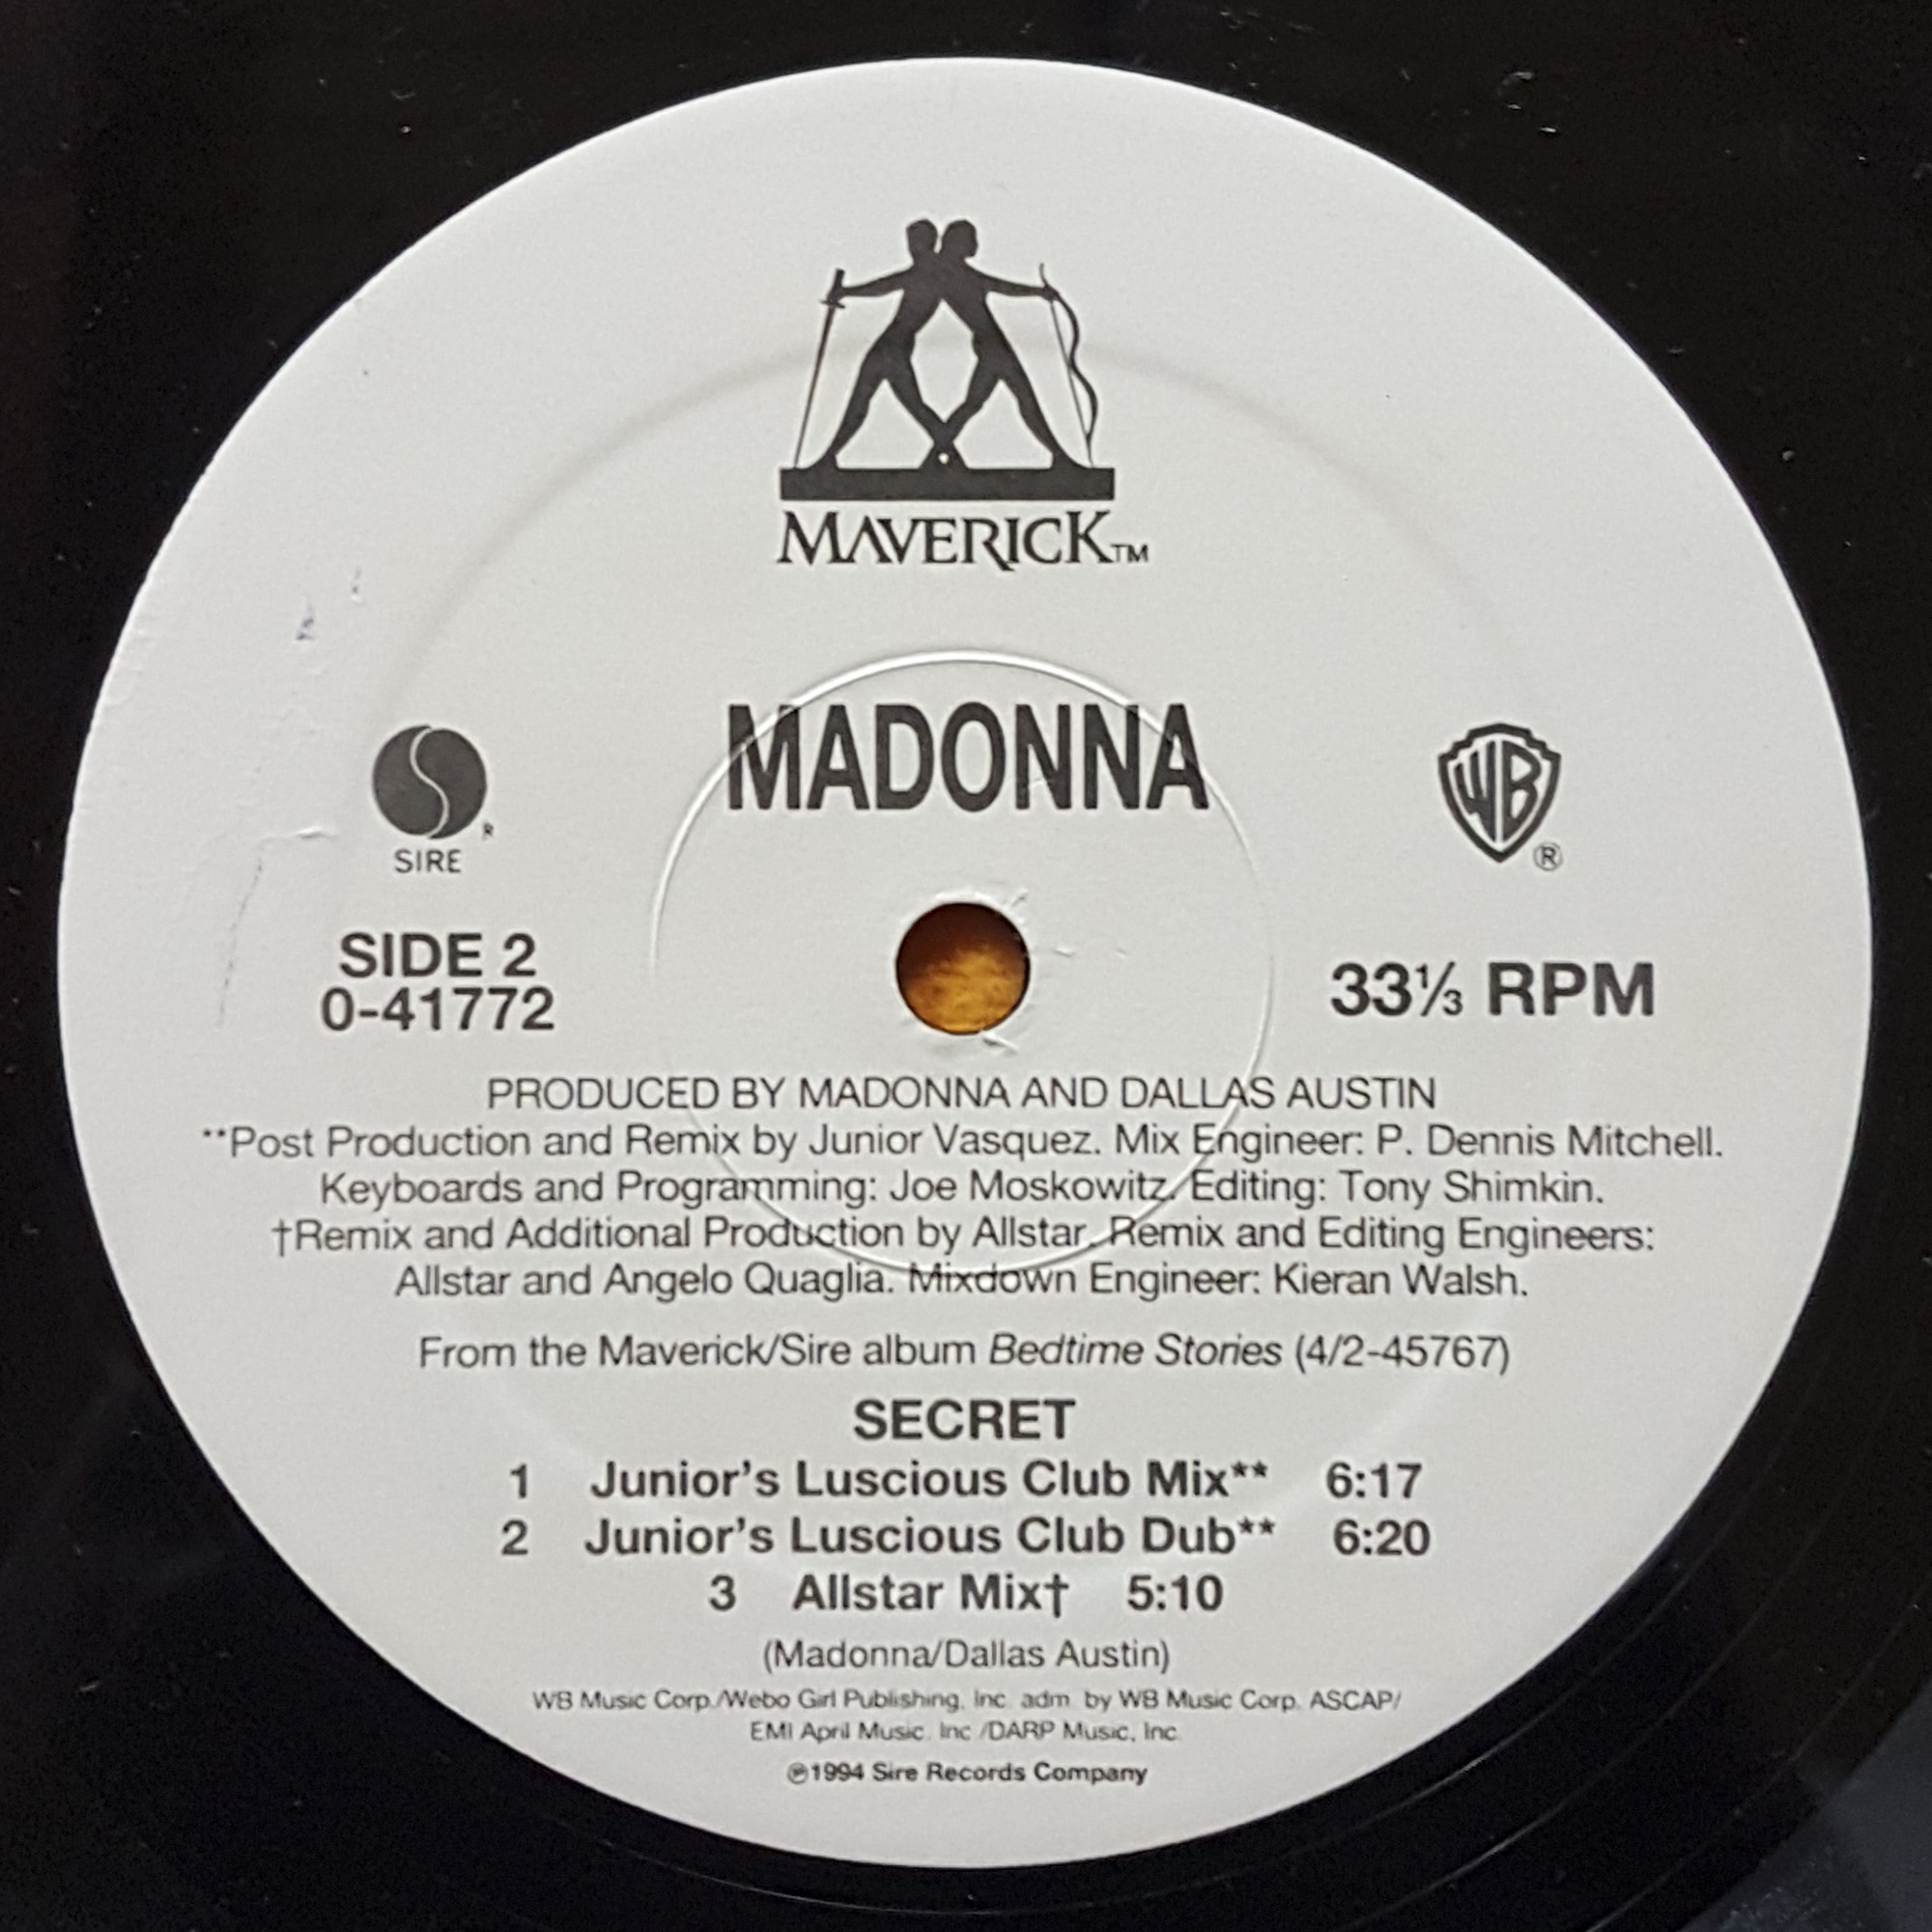 MAVERICK™
MADONNA
SIRE ®
WB ®
SIDE 2
0-41772
33⅓ RPM
PRODUCED BY MADONNA AND DALLAS AUSTIN
**Post Production and Remix by Junior Vasquez. Mix Engineer: P. Dennis Mitchell.
Keyboards and Programming: Joe Moskowitz. Editing: Tony Shimkin.
†Remix and Additional Production by Allstar. Remix and Editing Engineers:
Allstar and Angelo Quaglia. Mixdown Engineer: Kieran Walsh.
From the Maverick/Sire album Bedtime Stories (4/2-45767)
SECRET
1 Junior's Luscious Club Mix** 6:17
2 Junior's Luscious Club Dub** 6:20
3 Allstar Mix† 5:10
(Madonna/Dallas Austin)
WB Music Corp./Webo Girl Publishing, Inc. adm. by WB Music Corp. ASCAP/
EMI April Music, Inc./DARP Music, Inc.
℗1994 Sire Records Company